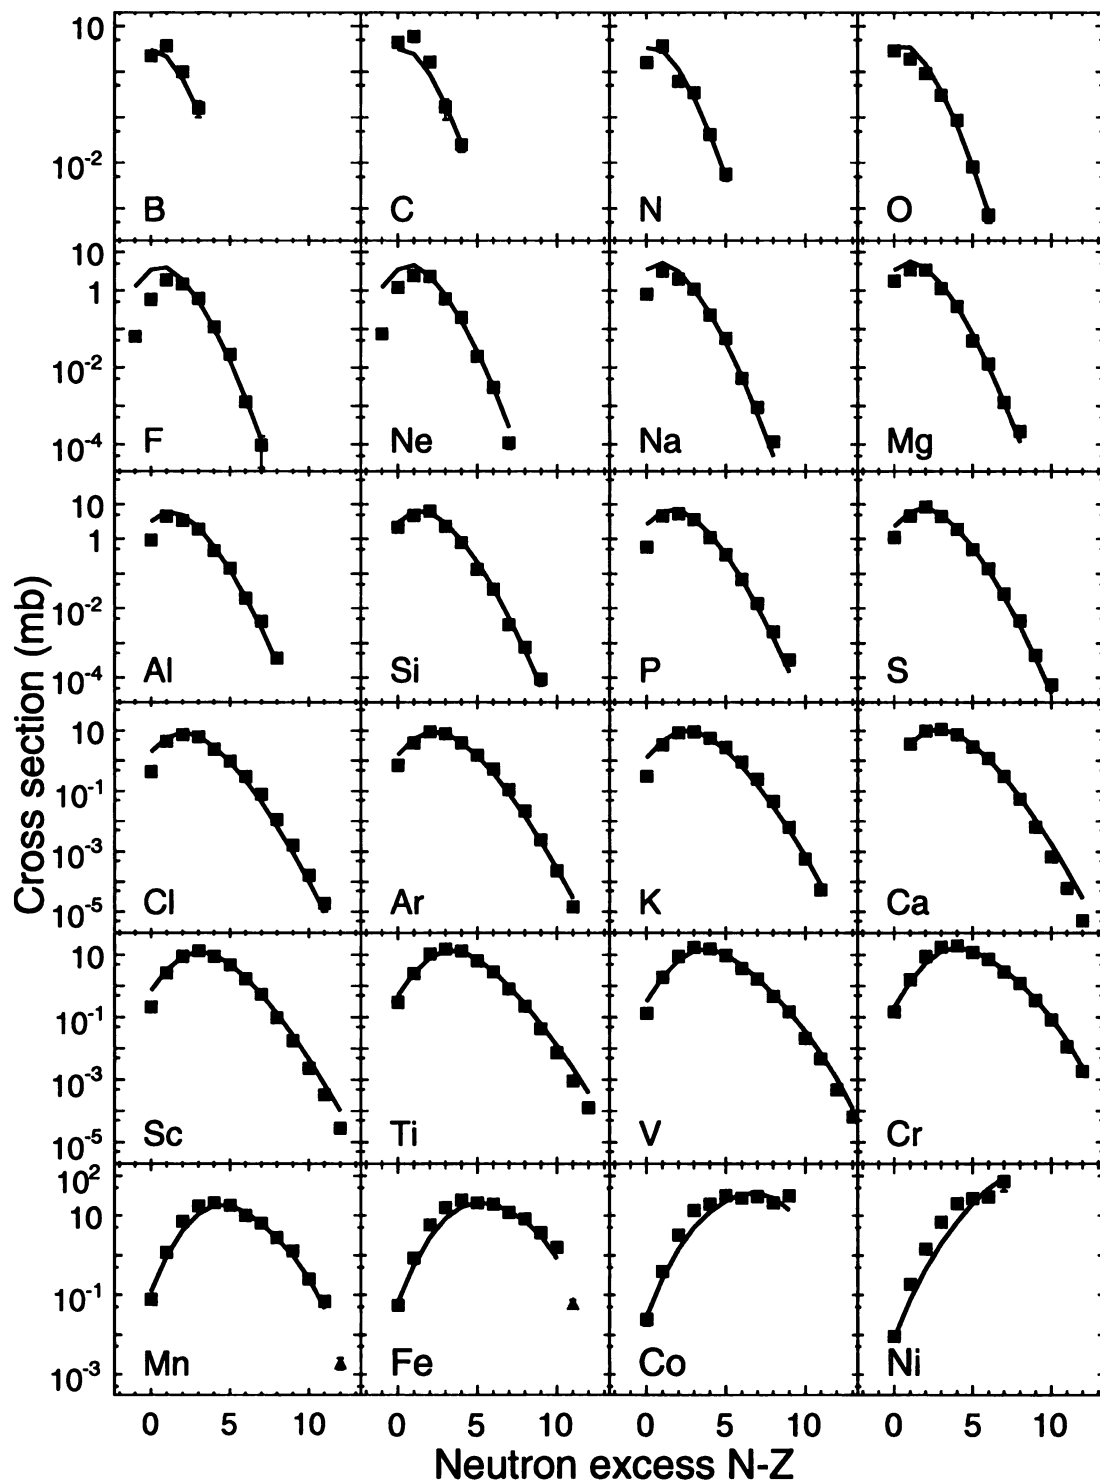 10
10⁻²
B C N O
10
1
10⁻²
10⁻⁴
F Ne Na Mg
10
1
10⁻²
10⁻⁴
Al Si P S
10
10⁻¹
10⁻³
10⁻⁵
Cl Ar K Ca
10
10⁻¹
10⁻³
10⁻⁵
Sc Ti V Cr
10²
10
10⁻¹
10⁻³
Mn Fe Co Ni
0 5 10 0 5 10 0 5 10 0 5 10
Cross section (mb)
Neutron excess N-Z